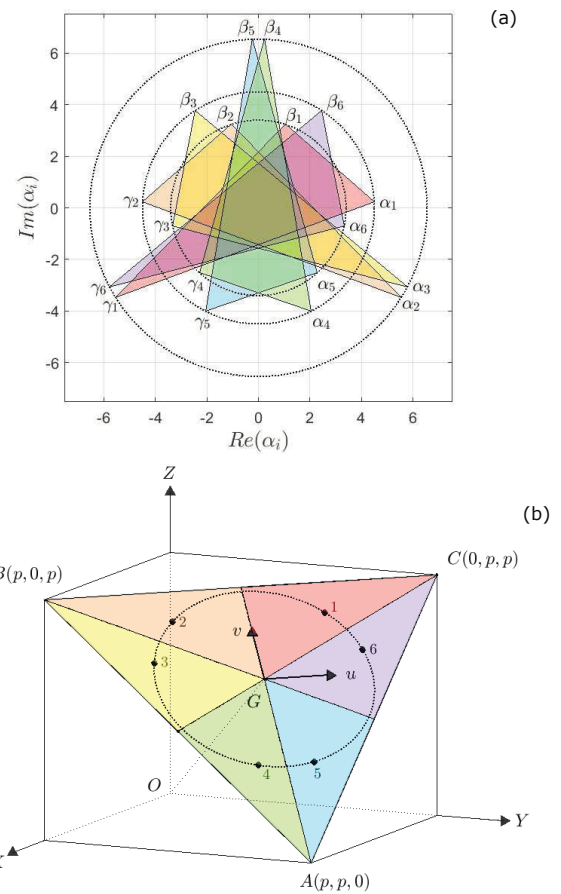 (a)
β₅ β₄
β₃ β₂ β₁ β₆
γ₂ α₁
γ₃ α₆
γ₆ γ₄ α₅ α₃
γ₁ α₂
γ₅ α₄
6
4
2
0
-2
-4
-6
Im(αᵢ)
-6 -4 -2 0 2 4 6
Re(αᵢ)
(b)
Z
C(0, p, p)
(p, 0, p)
1
2
v
6
3
u
G
4
5
O
Y
A(p, p, 0)